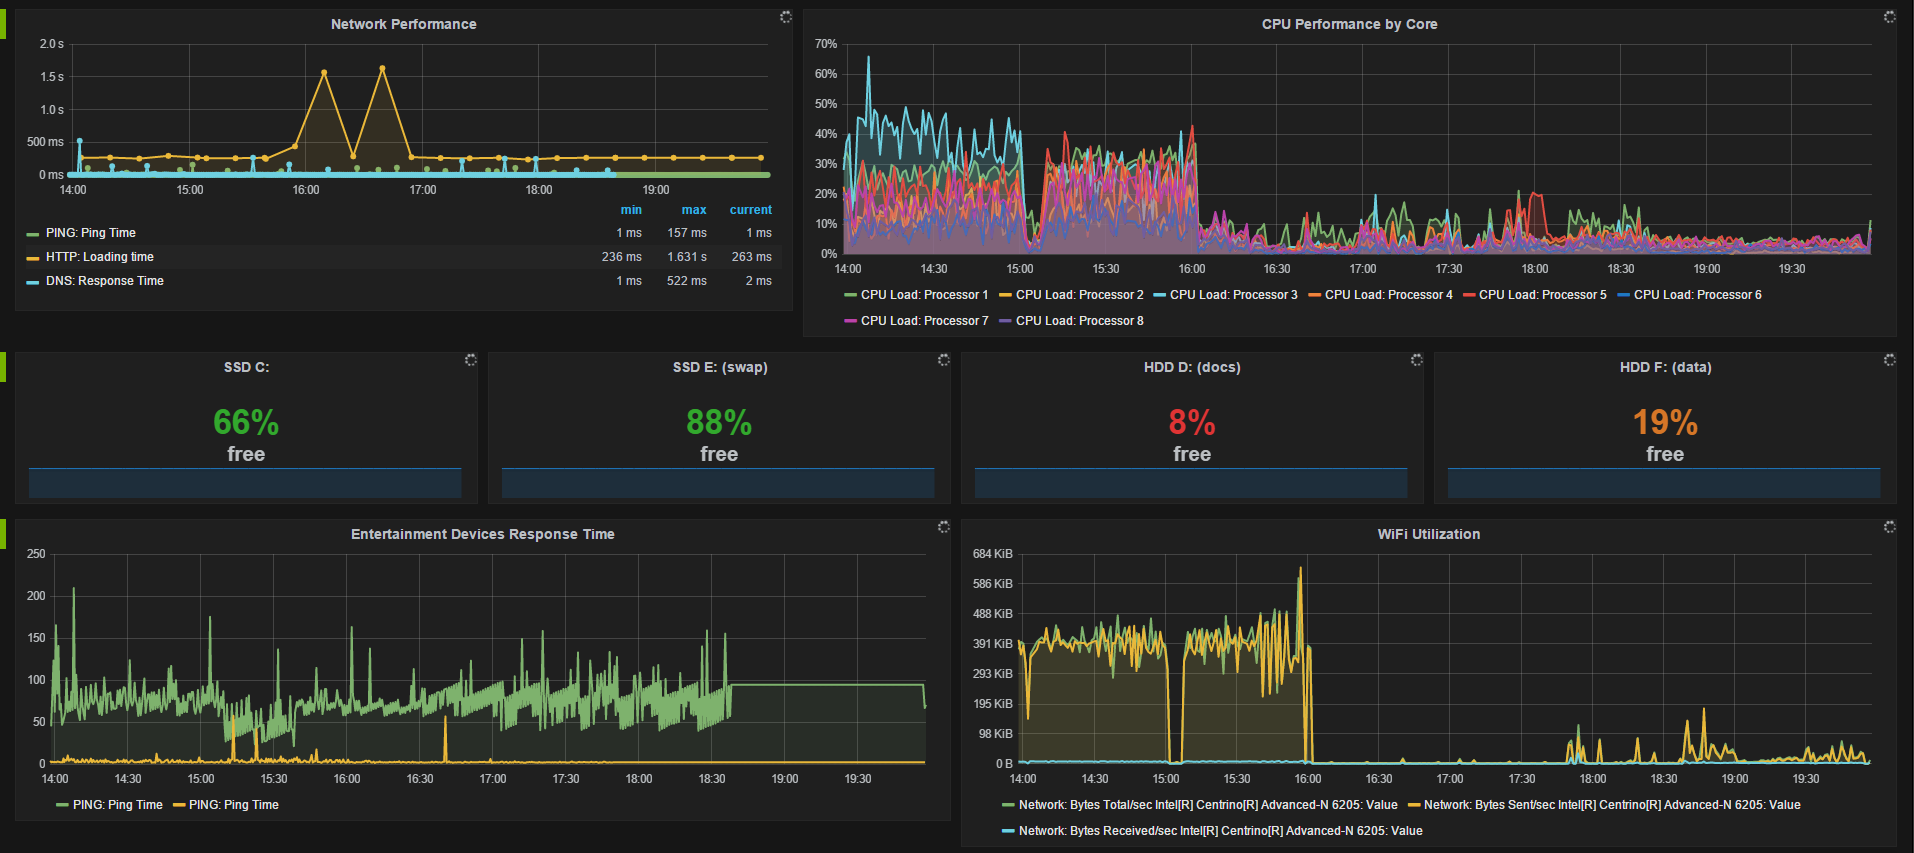 Network Performance
2.0 s
1.5 s
1.0 s
500 ms
0 ms
14:00 15:00 16:00 17:00 18:00 19:00
min max current
PING: Ping Time 1 ms 157 ms 1 ms
HTTP: Loading time 236 ms 1.631 s 263 ms
DNS: Response Time 1 ms 522 ms 2 ms
CPU Performance by Core
70%
60%
50%
40%
30%
20%
10%
0%
14:00 14:30 15:00 15:30 16:00 16:30 17:00 17:30 18:00 18:30 19:00 19:30
CPU Load: Processor 1 CPU Load: Processor 2 CPU Load: Processor 3 CPU Load: Processor 4 CPU Load: Processor 5 CPU Load: Processor 6
CPU Load: Processor 7 CPU Load: Processor 8
SSD C:
66%
free
SSD E: (swap)
88%
free
HDD D: (docs)
8%
free
HDD F: (data)
19%
free
Entertainment Devices Response Time
250
200
150
100
50
0
14:00 14:30 15:00 15:30 16:00 16:30 17:00 17:30 18:00 18:30 19:00 19:30
PING: Ping Time PING: Ping Time
WiFi Utilization
684 KiB
586 KiB
488 KiB
391 KiB
293 KiB
195 KiB
98 KiB
0 B
14:00 14:30 15:00 15:30 16:00 16:30 17:00 17:30 18:00 18:30 19:00 19:30
Network: Bytes Total/sec Intel[R] Centrino[R] Advanced-N 6205: Value Network: Bytes Sent/sec Intel[R] Centrino[R] Advanced-N 6205: Value
Network: Bytes Received/sec Intel[R] Centrino[R] Advanced-N 6205: Value